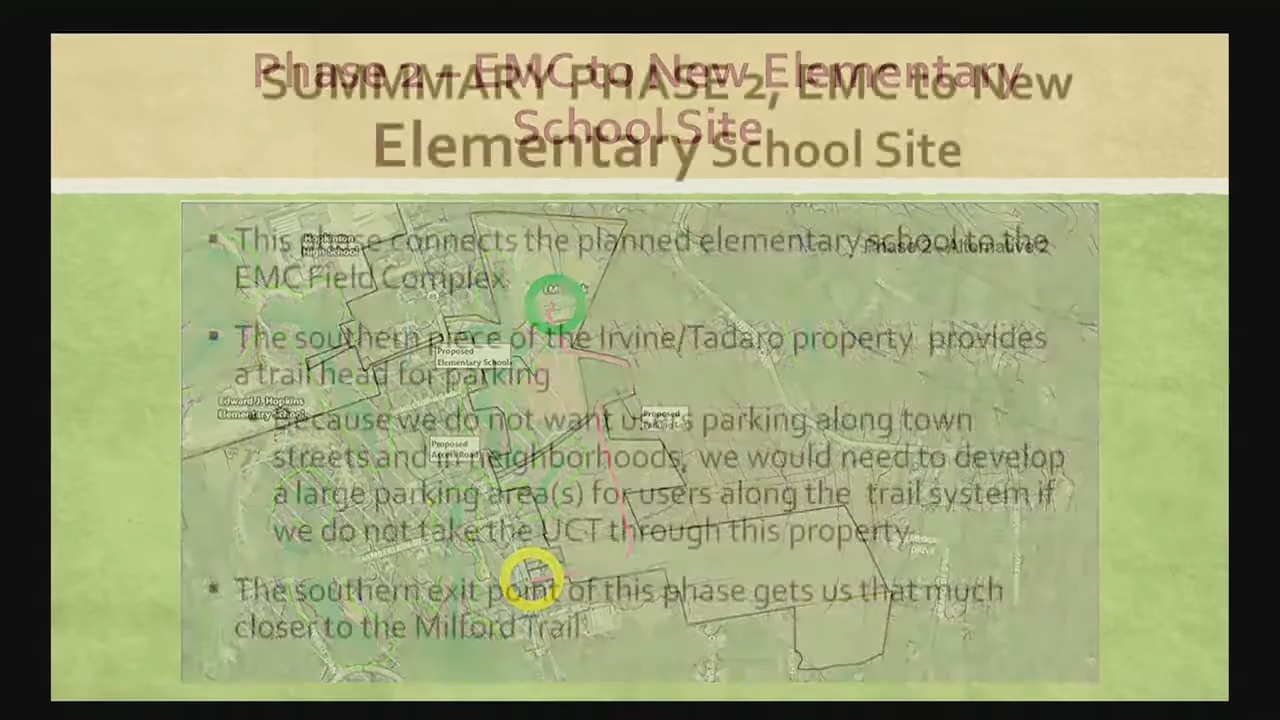 Phase 2 – EMC to New Elementary
School Site
SUMMMARY PHASE 2, EMC to New
Elementary School Site
▪ This phase connects the planned elementary school to the
EMC Field Complex
▪ The southern piece of the Irvine/Tadaro property provides
a trail head for parking
Because we do not want users parking along town
streets and in neighborhoods, we would need to develop
a large parking area(s) for users along the trail system if
we do not take the UCT through this property
▪ The southern exit point of this phase gets us that much
closer to the Milford Trail
Phase 2 - Alternative 2
Hopkinton
High School
Proposed
Elementary School
Edward J. Hopkins
Elementary School
Proposed
Proposed
Access Road
DRIVE